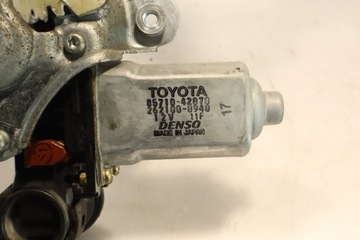 TOYOTA
85710-42070
262100-0940
12V 11F
DENSO
MADE IN JAPAN
17